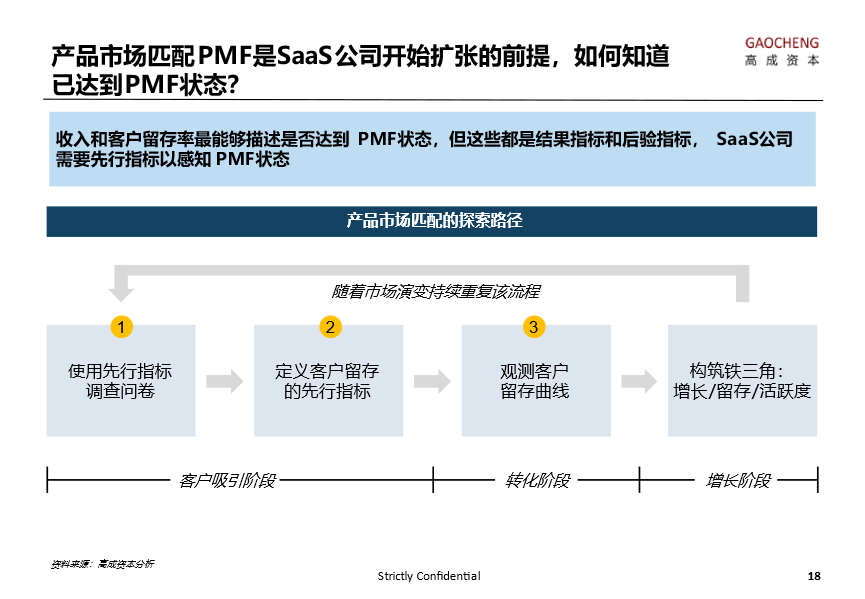 产品市场匹配PMF是SaaS公司开始扩张的前提，如何知道
已达到PMF状态？
GAOCHENG
高成资本
收入和客户留存率最能够描述是否达到 PMF状态，但这些都是结果指标和后验指标， SaaS公司
需要先行指标以感知 PMF状态
产品市场匹配的探索路径
随着市场演变持续重复该流程
1
使用先行指标
调查问卷
2
定义客户留存
的先行指标
3
观测客户
留存曲线
构筑铁三角：
增长/留存/活跃度
客户吸引阶段
转化阶段
增长阶段
资料来源：高成资本分析
Strictly Confidential
18